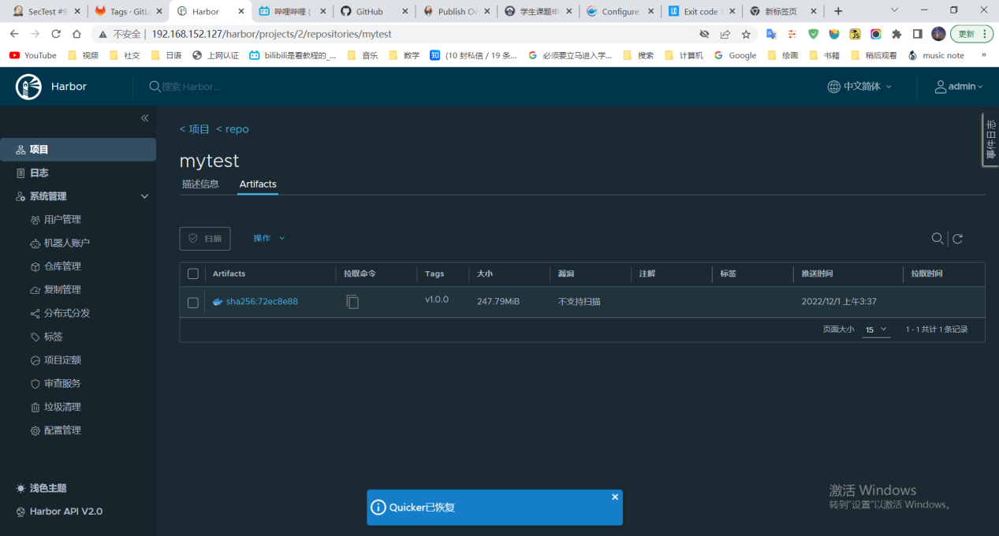 SecTest #9
Tags · GitL
Harbor
哔哩哔哩 (
GitHub
Publish Ov
学生课题申
Configure
Exit code 1
新标签页
不安全 | 192.168.152.127/harbor/projects/2/repositories/mytest
更新
YouTube 视频 社交 日语 上网认证 bilibili是看教程的_... 音乐 数学 (10 封私信 / 19 条... 必须要立马进入学... 搜索 计算机 Google 绘画 书籍 稍后观看 music note »
Harbor
搜索 Harbor...
中文简体
admin
项目
日志
系统管理
用户管理
机器人账户
仓库管理
复制管理
分布式分发
标签
项目定额
审查服务
垃圾清理
配置管理
浅色主题
Harbor API V2.0
< 项目 < repo
mytest
描述信息 Artifacts
扫描 操作
Artifacts 拉取命令 Tags 大小 漏洞 注解 标签 推送时间 拉取时间
sha256:72ec8e88 v1.0.0 247.79MiB 不支持扫描 2022/12/1 上午3:37
页面大小 15 1 - 1 共计 1 条记录
事件日志
Quicker已恢复
激活 Windows
转到"设置"以激活 Windows。